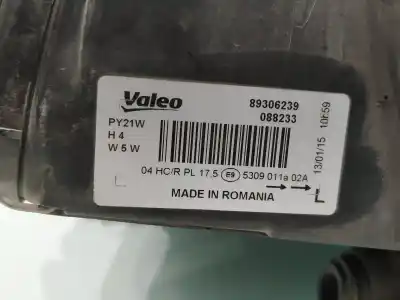 Valeo 89306239
088233
PY21W
H 4
W 5 W
13/01/15 10:59
04 HC/R PL 17,5 E9 5309 011a 02A
MADE IN ROMANIA
L